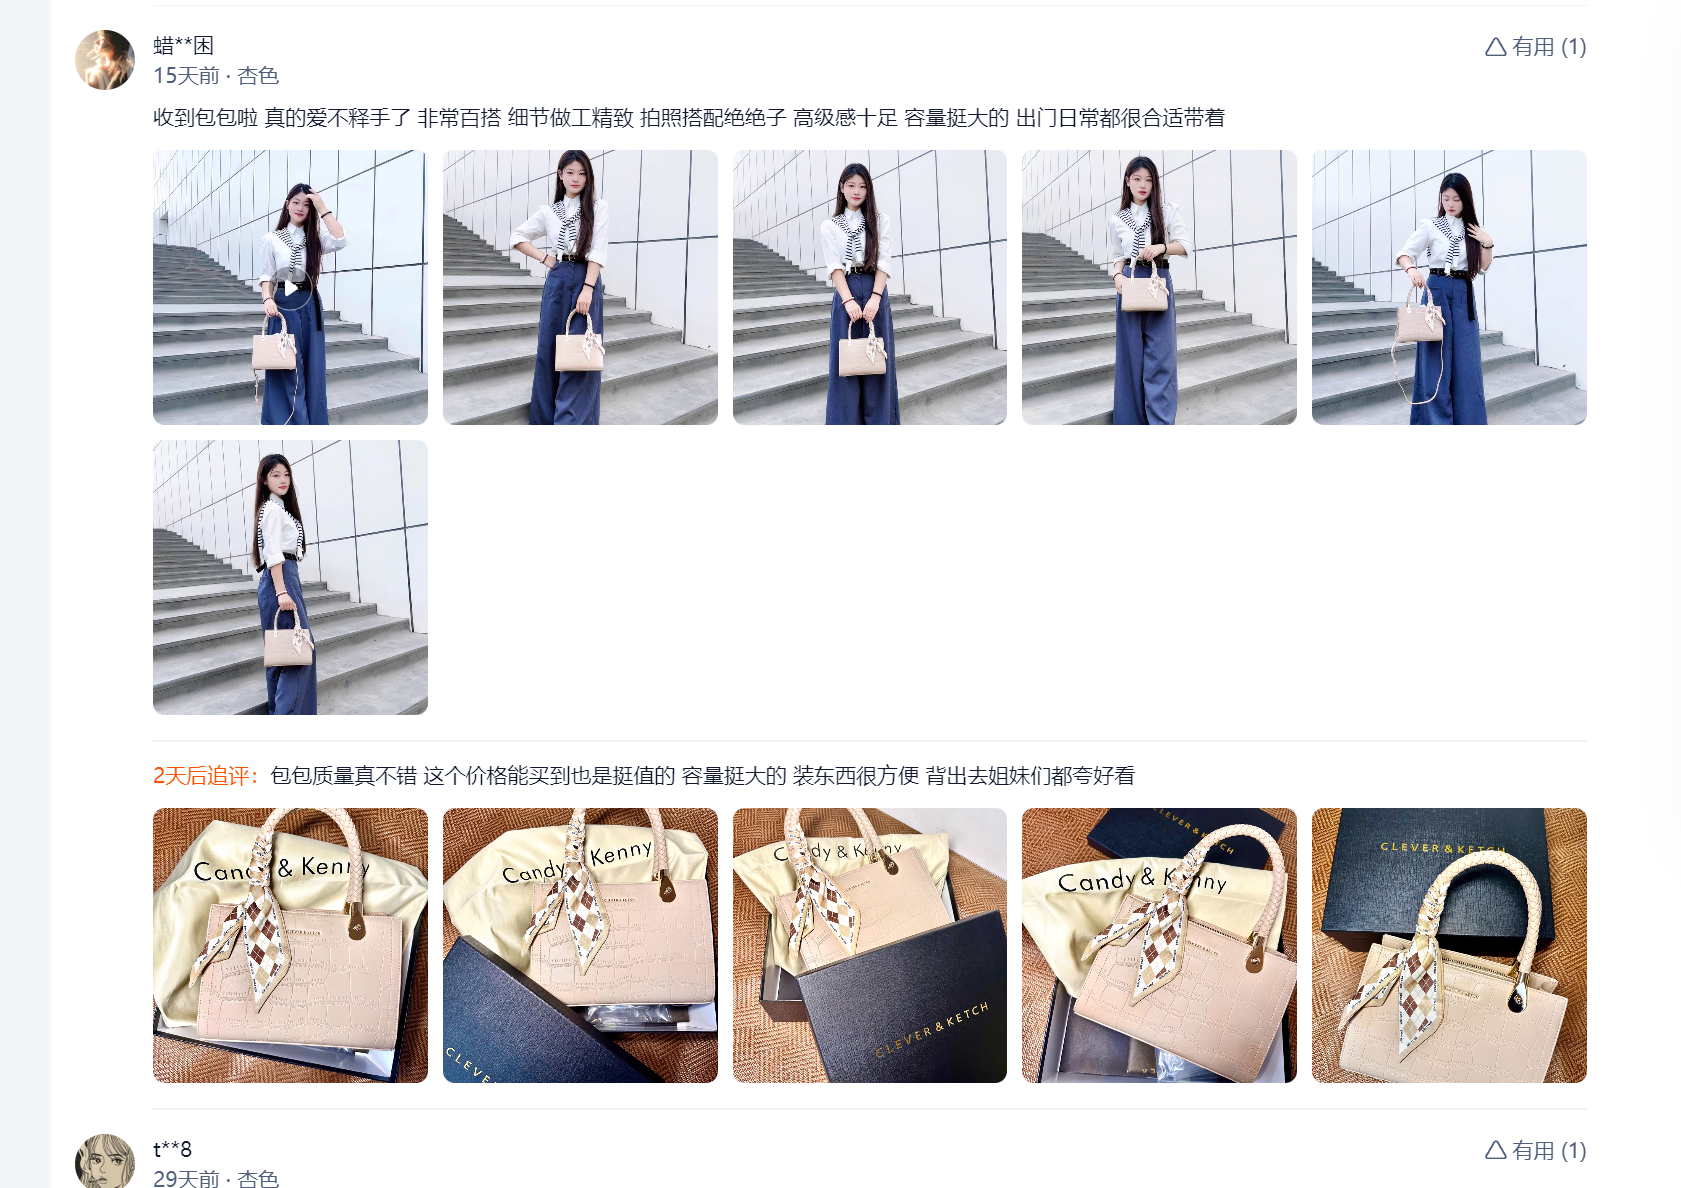 蜡**困
有用 (1)
15天前 · 杏色
收到包包啦 真的爱不释手了 非常百搭 细节做工精致 拍照搭配绝绝子 高级感十足 容量挺大的 出门日常都很合适带着
2天后追评：包包质量真不错 这个价格能买到也是挺值的 容量挺大的 装东西很方便 背出去姐妹们都夸好看
Candy & Kenny
CLEVER & KETCH
Candy Kenny
CLEVE
dy & Ke ny
CLEVER & KETCH
CLEVER & KETCH
Candy & K nny
CLEVER & KETCH
t**8
有用 (1)
29天前 · 杏色